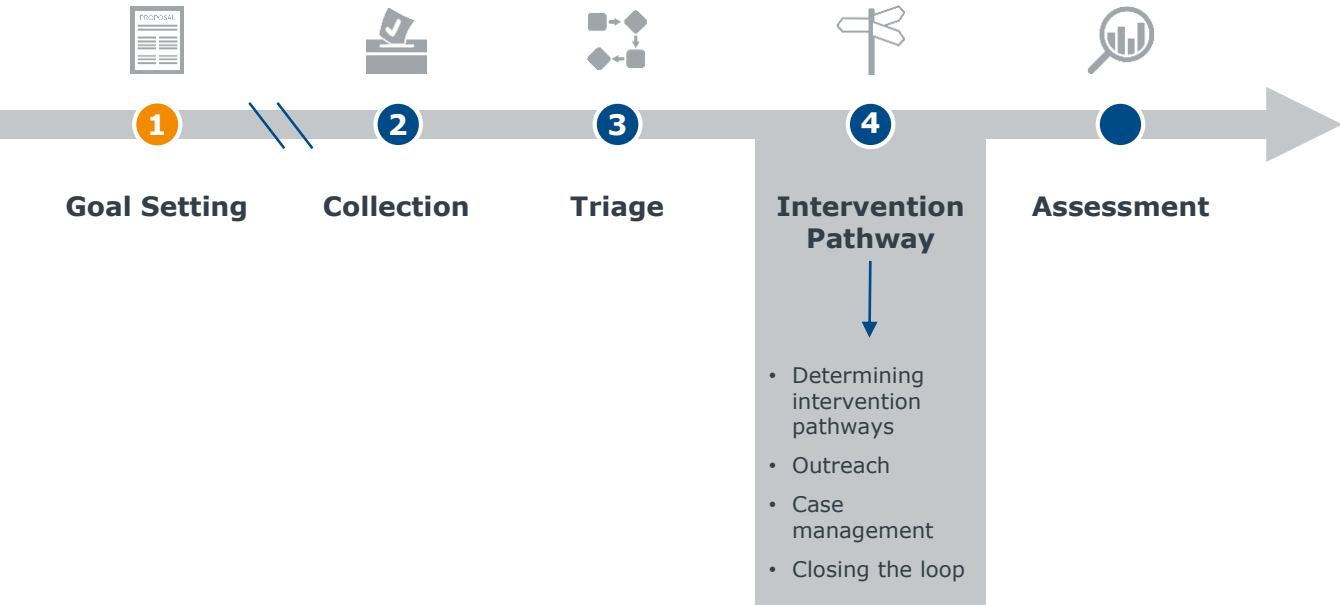 PROPOSAL
1
2
3
4
Goal Setting
Collection
Triage
Intervention
Pathway
Assessment
• Determining
intervention
pathways
• Outreach
• Case
management
• Closing the loop